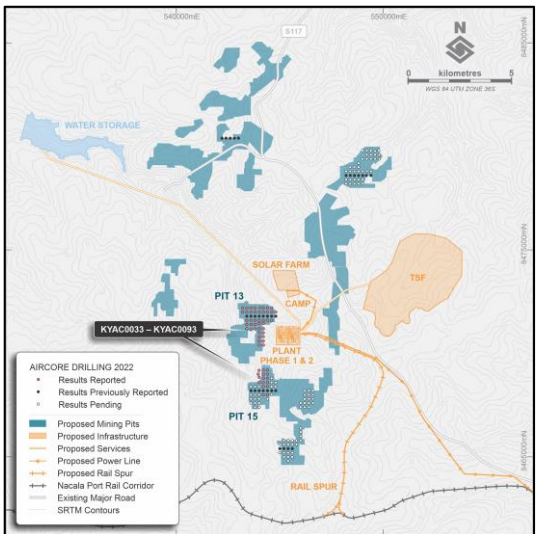 540000mE
550000mE
S117
8485000mN
N
0 kilometres 5
WGS 84 UTM ZONE 36S
WATER STORAGE
8475000mN
SOLAR FARM
TSF
CAMP
PIT 13
KYAC0033 – KYAC0093
PLANT
PHASE 1 & 2
PIT 15
8465000mN
RAIL SPUR
AIRCORE DRILLING 2022
Results Reported
Results Previously Reported
Results Pending
Proposed Mining Pits
Proposed Infrastructure
Proposed Services
Proposed Power Line
Proposed Rail Spur
Nacala Port Rail Corridor
Existing Major Road
SRTM Contours